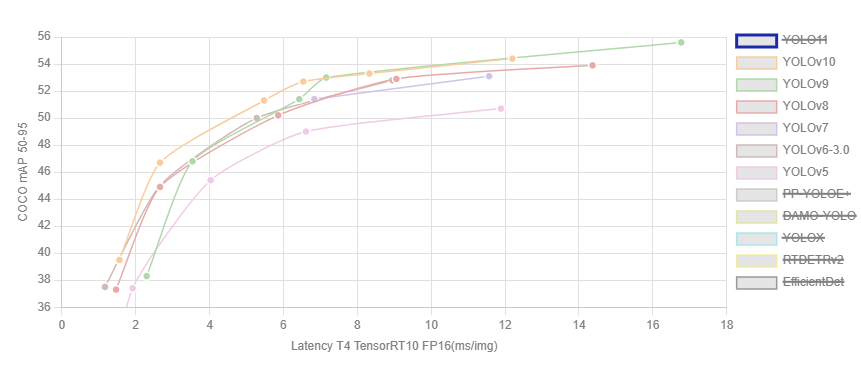 56
54
52
50
48
46
44
42
40
38
36
COCO mAP 50-95
0 2 4 6 8 10 12 14 16 18
Latency T4 TensorRT10 FP16(ms/img)
YOLO11
YOLOv10
YOLOv9
YOLOv8
YOLOv7
YOLOv6-3.0
YOLOv5
PP-YOLOE+
DAMO-YOLO
YOLOX
RTDETRv2
EfficientDet